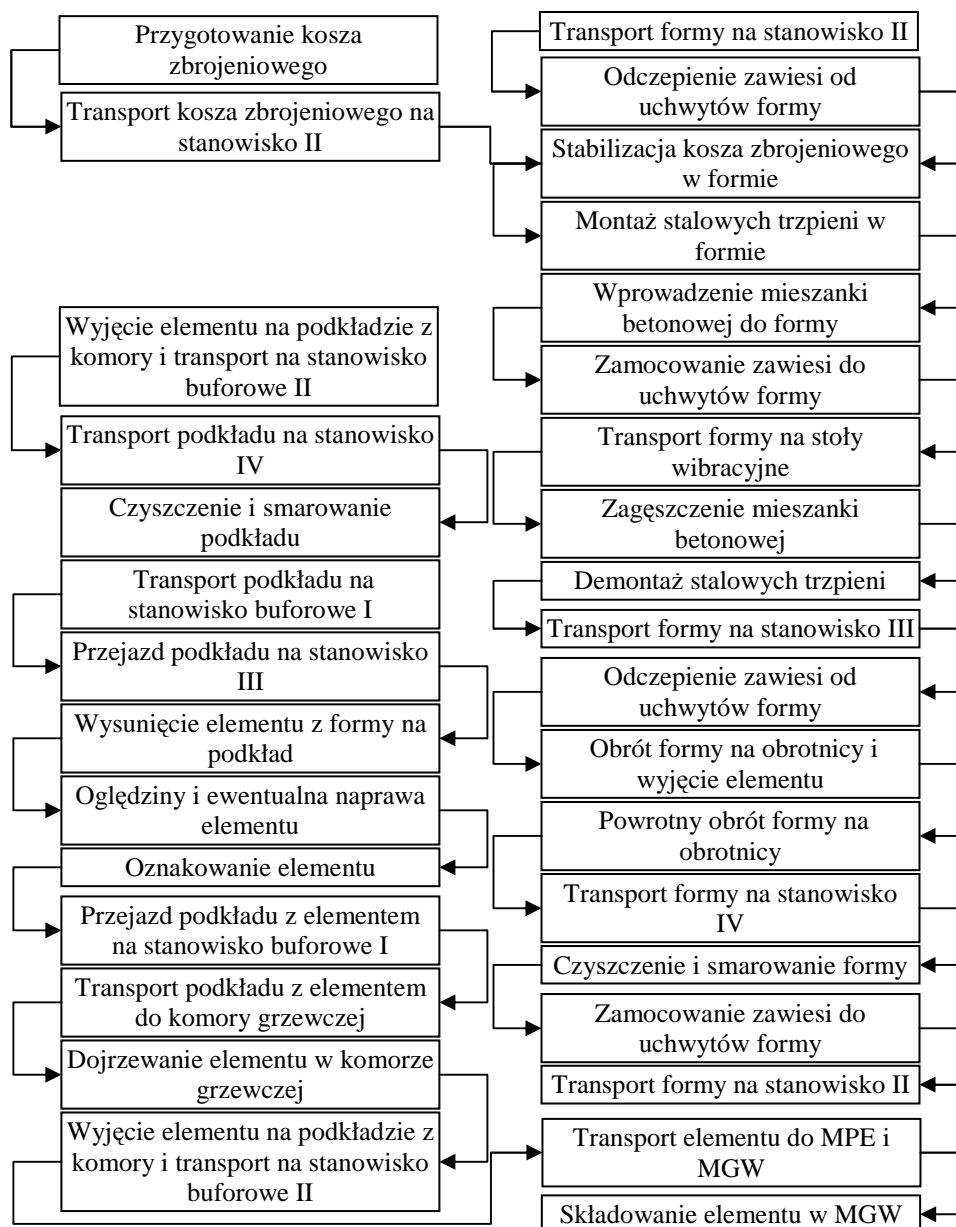 Przygotowanie kosza
zbrojeniowego
Transport kosza zbrojeniowego na
stanowisko II
Wyjęcie elementu na podkładzie z
komory i transport na stanowisko
buforowe II
Transport podkładu na stanowisko
IV
Czyszczenie i smarowanie
podkładu
Transport podkładu na
stanowisko buforowe I
Przejazd podkładu na stanowisko
III
Wysunięcie elementu z formy na
podkład
Oględziny i ewentualna naprawa
elementu
Oznakowanie elementu
Przejazd podkładu z elementem
na stanowisko buforowe I
Transport podkładu z elementem
do komory grzewczej
Dojrzewanie elementu w komorze
grzewczej
Wyjęcie elementu na podkładzie z
komory i transport na stanowisko
buforowe II
Transport formy na stanowisko II
Odczepienie zawiesi od
uchwytów formy
Stabilizacja kosza zbrojeniowego
w formie
Montaż stalowych trzpieni w
formie
Wprowadzenie mieszanki
betonowej do formy
Zamocowanie zawiesi do
uchwytów formy
Transport formy na stoły
wibracyjne
Zagęszczenie mieszanki
betonowej
Demontaż stalowych trzpieni
Transport formy na stanowisko III
Odczepienie zawiesi od
uchwytów formy
Obrót formy na obrotnicy i
wyjęcie elementu
Powrotny obrót formy na
obrotnicy
Transport formy na stanowisko
IV
Czyszczenie i smarowanie formy
Zamocowanie zawiesi do
uchwytów formy
Transport formy na stanowisko II
Transport elementu do MPE i
MGW
Składowanie elementu w MGW